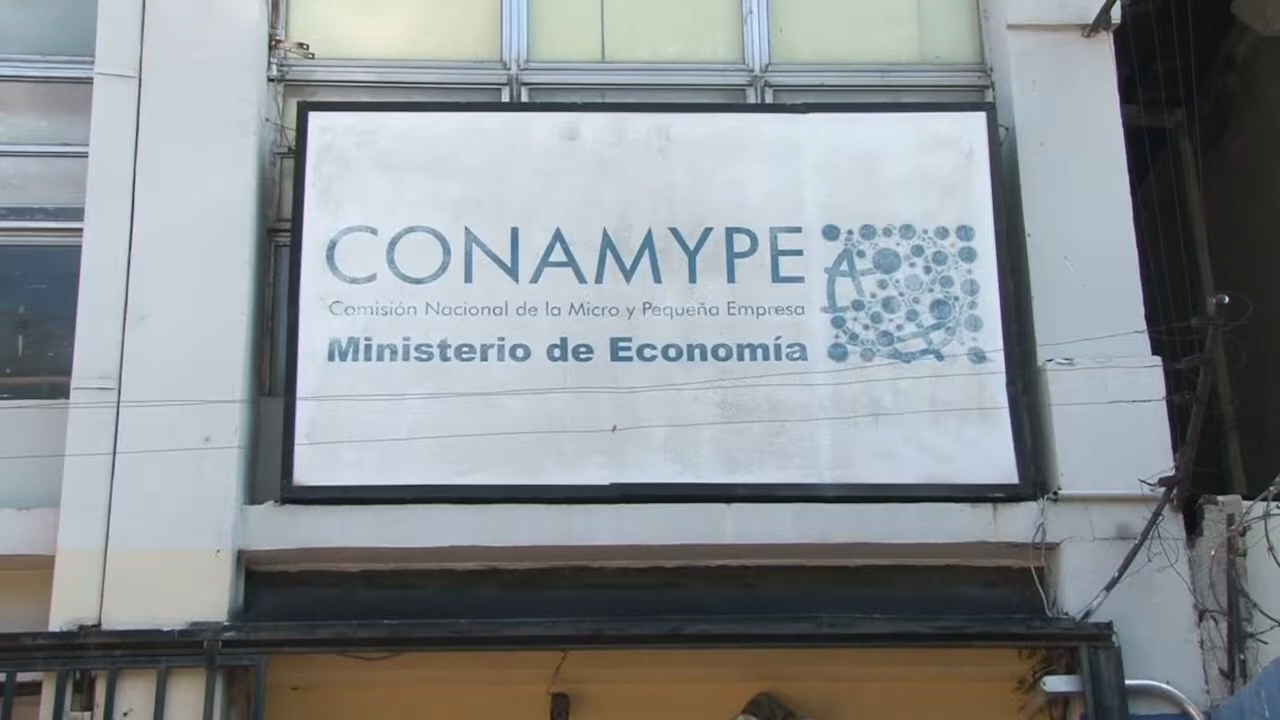 CONAMYPE
Comisión Nacional de la Micro y Pequeña Empresa
Ministerio de Economía